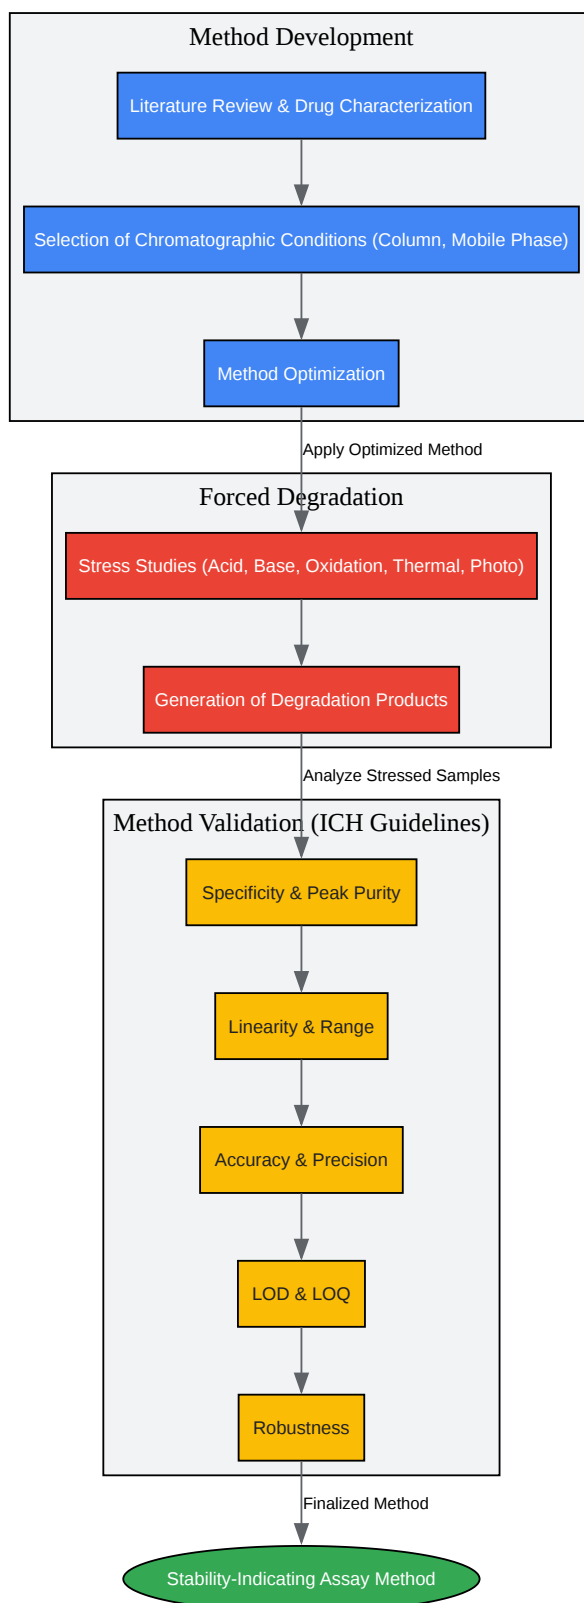 Method Development
Literature Review & Drug Characterization
Selection of Chromatographic Conditions (Column, Mobile Phase)
Method Optimization
Apply Optimized Method
Forced Degradation
Stress Studies (Acid, Base, Oxidation, Thermal, Photo)
Generation of Degradation Products
Analyze Stressed Samples
Method Validation (ICH Guidelines)
Specificity & Peak Purity
Linearity & Range
Accuracy & Precision
LOD & LOQ
Robustness
Finalized Method
Stability-Indicating Assay Method